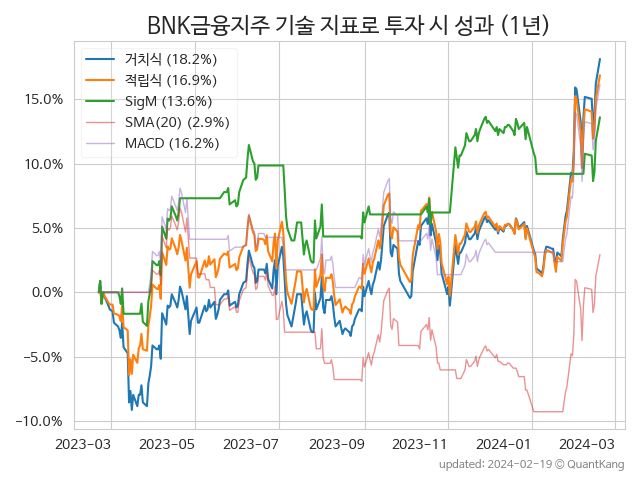 BNK금융지주 기술 지표로 투자 시 성과 (1년)
거치식 (18.2%)
적립식 (16.9%)
SigM (13.6%)
SMA(20) (2.9%)
MACD (16.2%)
15.0%
10.0%
5.0%
0.0%
−5.0%
−10.0%
2023-03 2023-05 2023-07 2023-09 2023-11 2024-01 2024-03
updated: 2024-02-19 © QuantKang